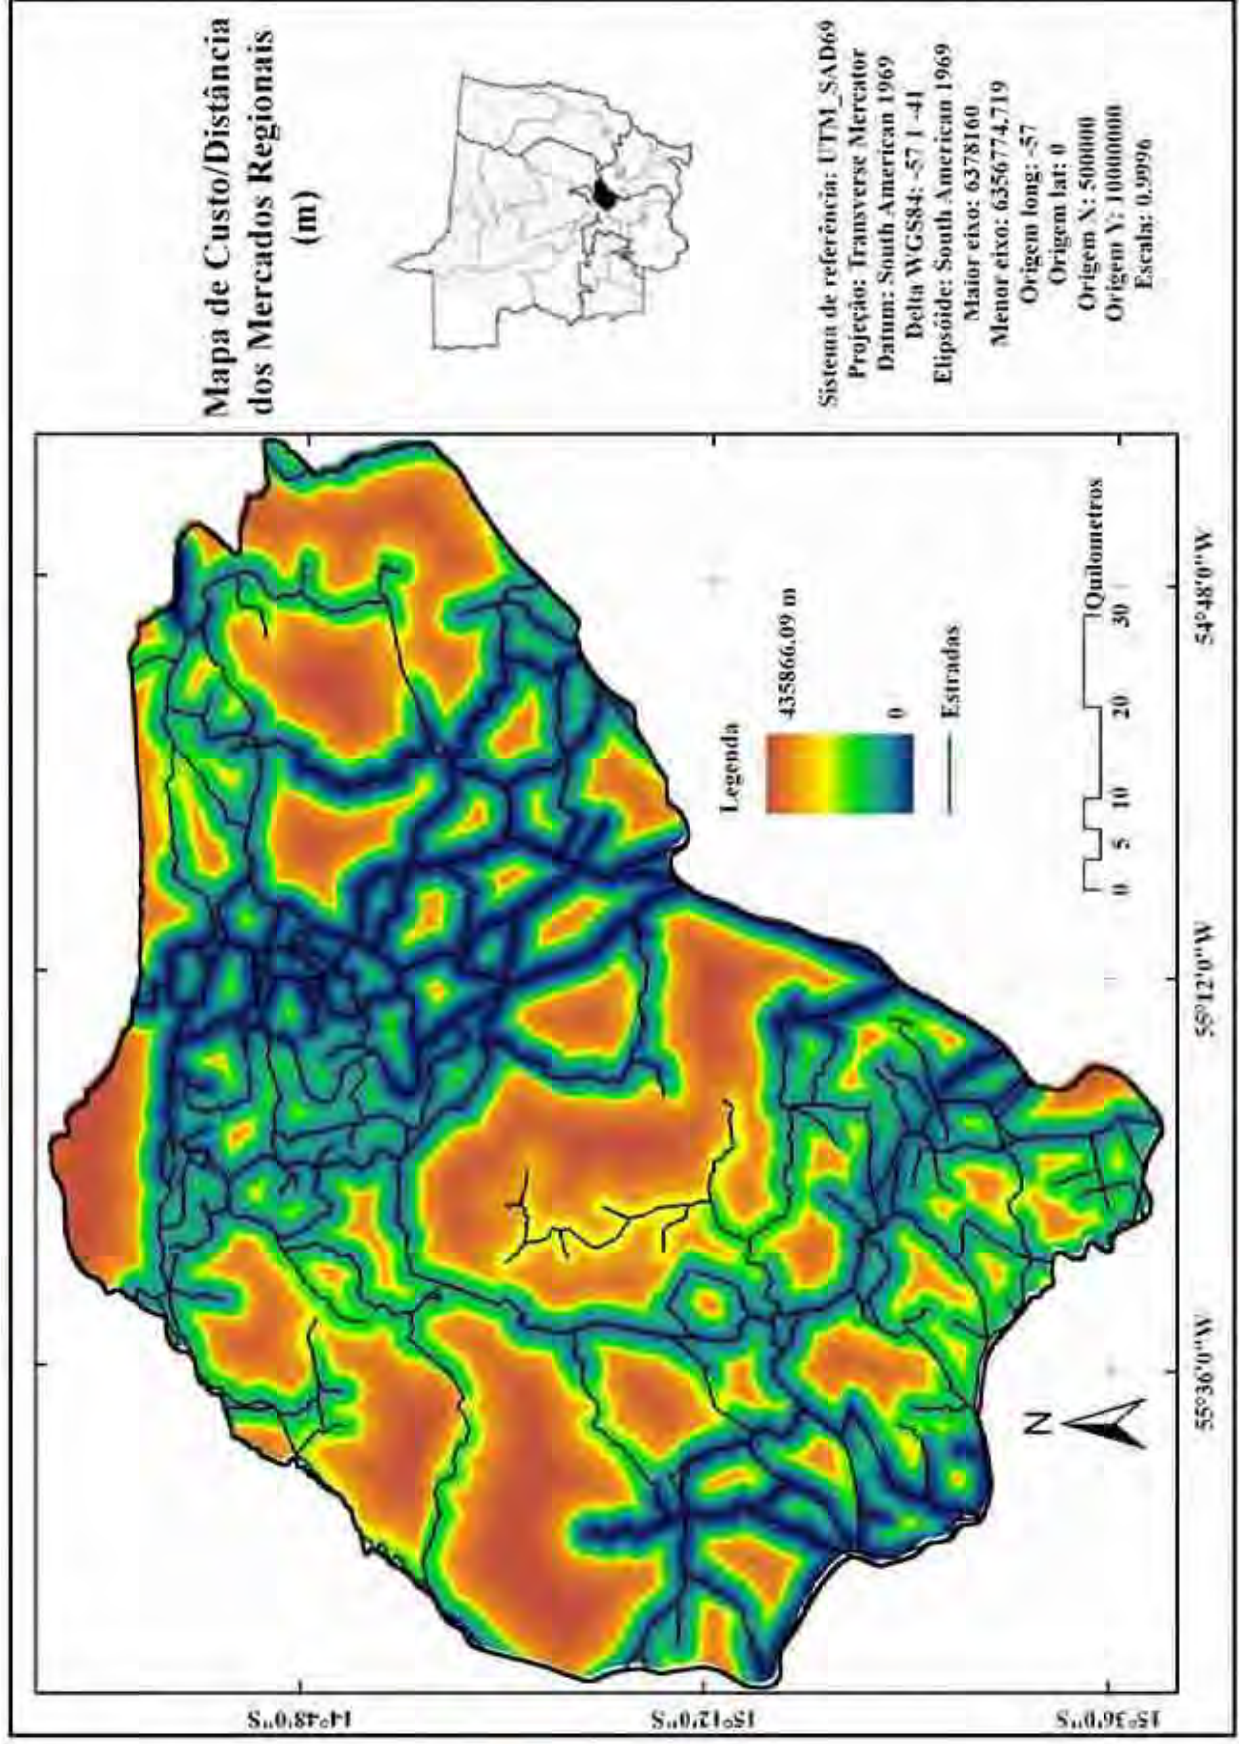 Mapa de Custo/Distância
dos Mercados Regionais
(m)
Sistema de referência: UTM_SAD69
Projeção: Transverse Mercator
Datum: South American 1969
Delta WGS84: -57 1 -41
Elipsóide: South American 1969
Maior eixo: 6378160
Menor eixo: 6356774.719
Origem long: -57
Origem lat: 0
Origem X: 500000
Origem Y: 10000000
Escala: 0.9996
Legenda
435866.09 m
0
Estradas
0 5 10 20 30
Quilometros
N
55°36'0"W 55°12'0"W 54°48'0"W
14°48'0"S
15°12'0"S
15°36'0"S